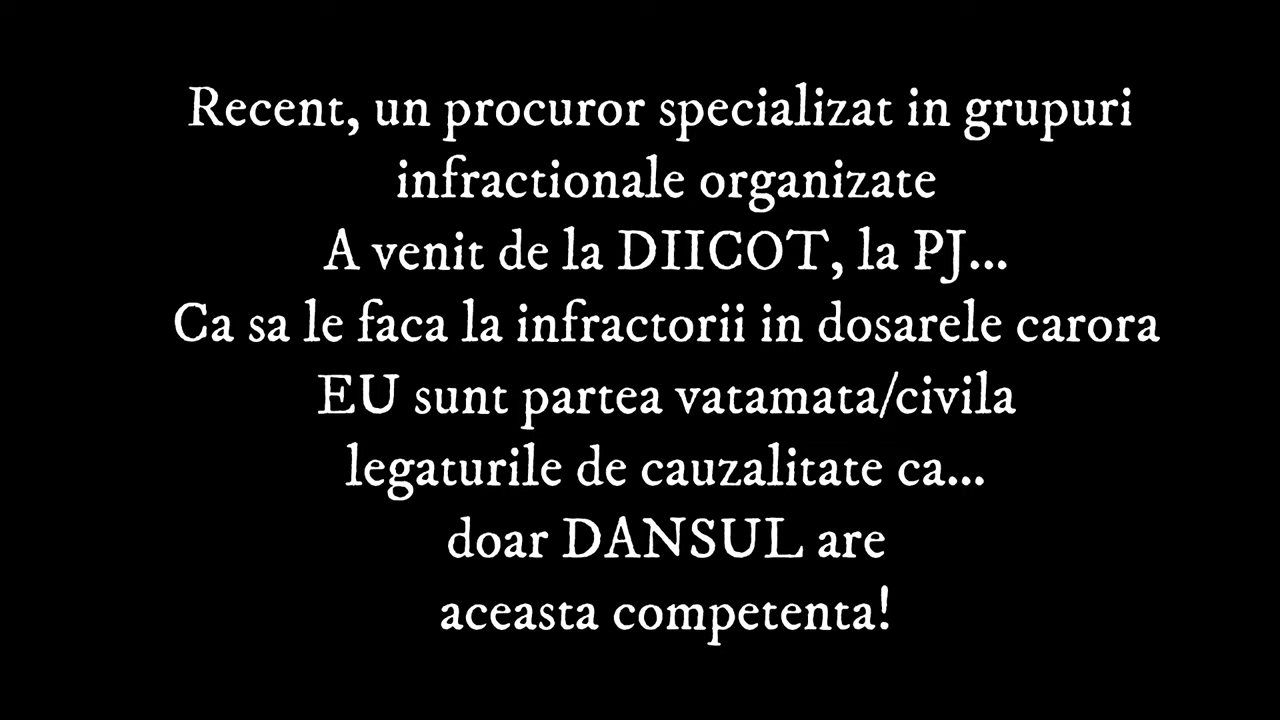 Recent, un procuror specializat in grupuri
infractionale organizate
A venit de la DIICOT, la PJ...
Ca sa le faca la infractorii in dosarele carora
EU sunt partea vatamata/civila
legaturile de cauzalitate ca...
doar DANSUL are
aceasta competenta!